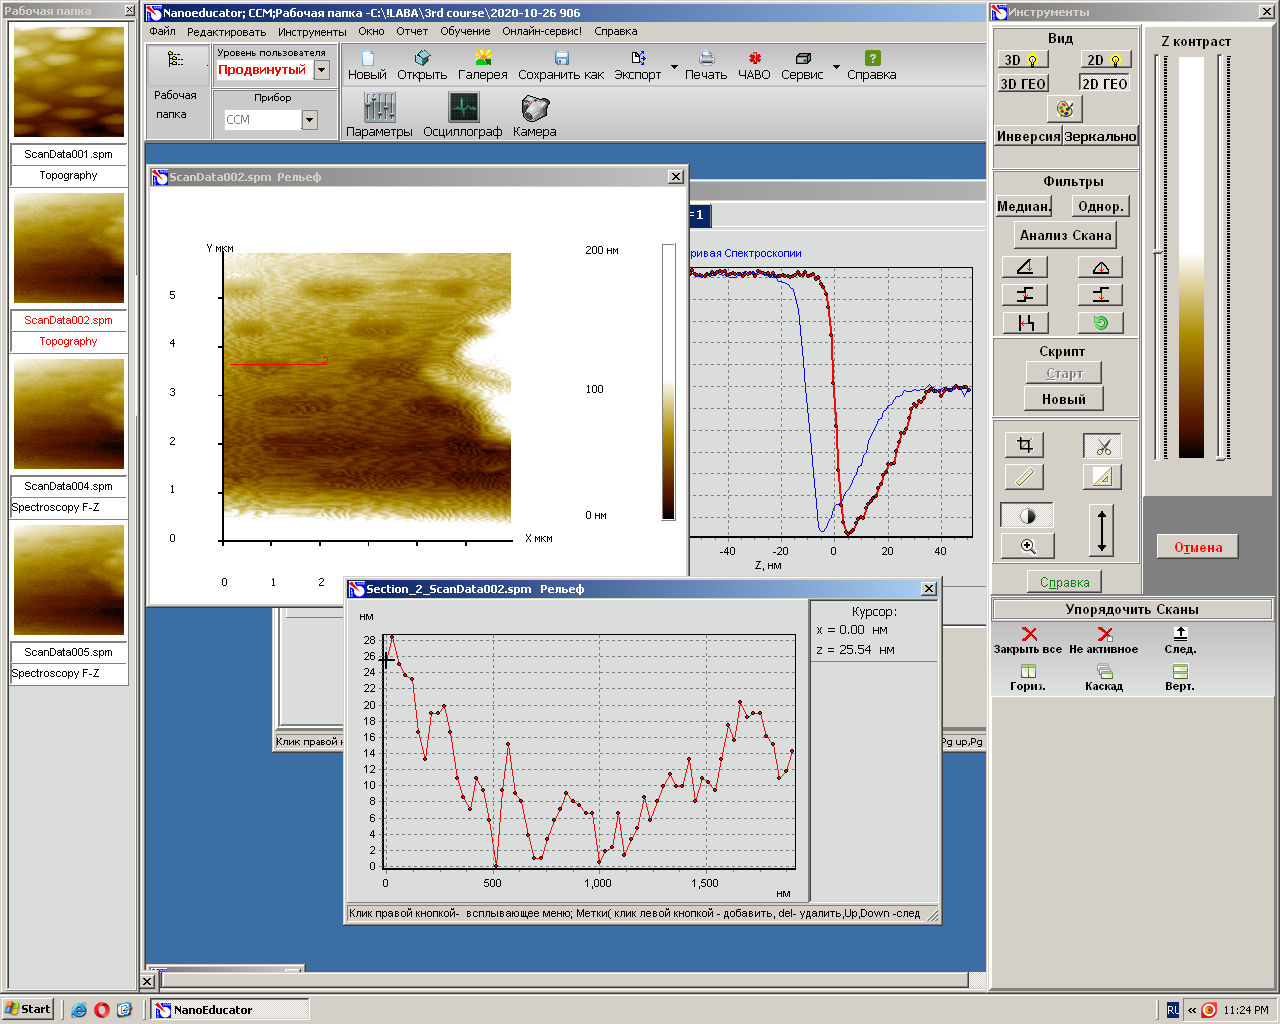 Рабочая папка
ScanData001.spm
Topography
ScanData002.spm
Topography
ScanData004.spm
Spectroscopy F-Z
ScanData005.spm
Spectroscopy F-Z
Nanoeducator; CCM;Рабочая папка -C:\!LABA\3rd course\2020-10-26 906
Файл Редактировать Инструменты Окно Отчет Обучение Онлайн-сервис! Справка
Рабочая
папка
Уровень пользователя
Продвинутый
Прибор
ССМ
Новый Открыть Галерея Сохранить как Экспорт Печать ЧАВО Сервис Справка
Параметры Осциллограф Камера
ScanData002.spm Рельеф
Y мкм
5
4
3
2
1
0
0 1 2
X мкм
200 нм
100
0 нм
2
=1
ривая Спектроскопии
-40 -20 0 20 40
Z, нм
Клик правой к
Pg up,Pg
Section_2_ScanData002.spm Рельеф
нм
28
26
24
22
20
18
16
14
12
10
8
6
4
2
0
0 500 1,000 1,500
нм
Курсор:
x = 0.00 нм
z = 25.54 нм
Клик правой кнопкой- всплывающее меню; Метки( клик левой кнопкой - добавить, del- удалить,Up,Down -след
Инструменты
Вид
3D 2D
3D ГЕО 2D ГЕО
Инверсия Зеркально
Фильтры
Медиан. Однор.
Анализ Скана
Скрипт
Старт
Новый
Справка
Z контраст
Отмена
Упорядочить Сканы
Закрыть все Не активное След.
Гориз. Каскад Верт.
Start
NanoEducator
RU
«
11:24 PM